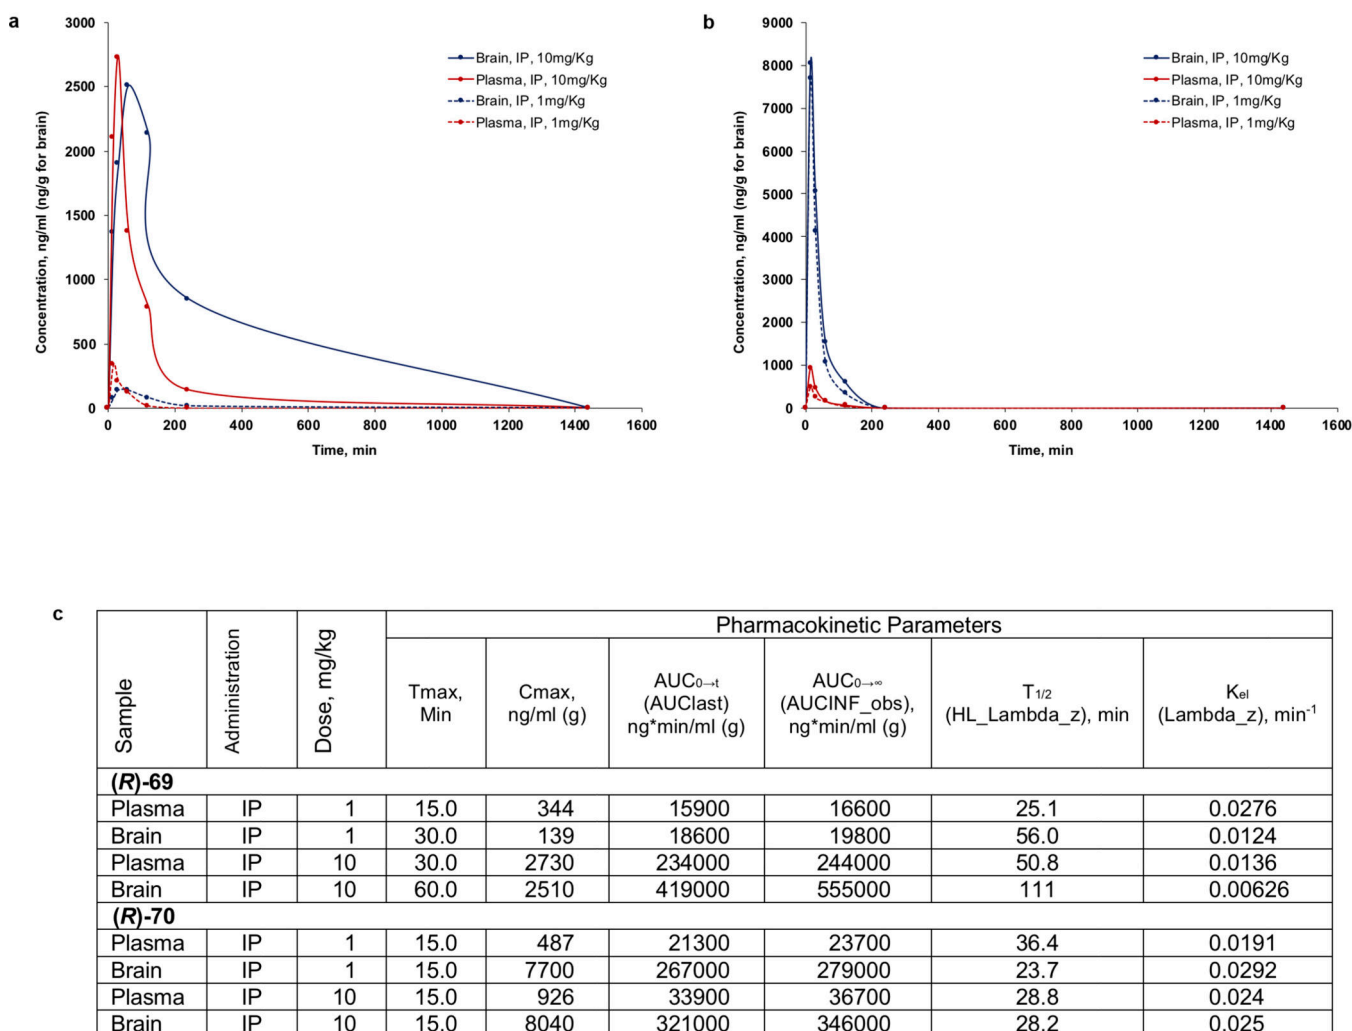 a
3000
2500
2000
1500
1000
500
0
0 200 400 600 800 1000 1200 1400 1600
Concentration, ng/ml (ng/g for brain)
Time, min
Brain, IP, 10mg/Kg
Plasma, IP, 10mg/Kg
Brain, IP, 1mg/Kg
Plasma, IP, 1mg/Kg
b
9000
8000
7000
6000
5000
4000
3000
2000
1000
0
0 200 400 600 800 1000 1200 1400 1600
Concentration, ng/ml (ng/g for brain)
Time, min
Brain, IP, 10mg/Kg
Plasma, IP, 10mg/Kg
Brain, IP, 1mg/Kg
Plasma, IP, 1mg/Kg
c
Sample
Administration
Dose, mg/kg
Pharmacokinetic Parameters
Tmax,
Min
Cmax,
ng/ml (g)
AUC0→t
(AUClast)
ng*min/ml (g)
AUC0→∞
(AUCINF_obs),
ng*min/ml (g)
T1/2
(HL_Lambda_z), min
Kel
(Lambda_z), min-1
(R)-69
Plasma IP 1 15.0 344 15900 16600 25.1 0.0276
Brain IP 1 30.0 139 18600 19800 56.0 0.0124
Plasma IP 10 30.0 2730 234000 244000 50.8 0.0136
Brain IP 10 60.0 2510 419000 555000 111 0.00626
(R)-70
Plasma IP 1 15.0 487 21300 23700 36.4 0.0191
Brain IP 1 15.0 7700 267000 279000 23.7 0.0292
Plasma IP 10 15.0 926 33900 36700 28.8 0.024
Brain IP 10 15.0 8040 321000 346000 28.2 0.025